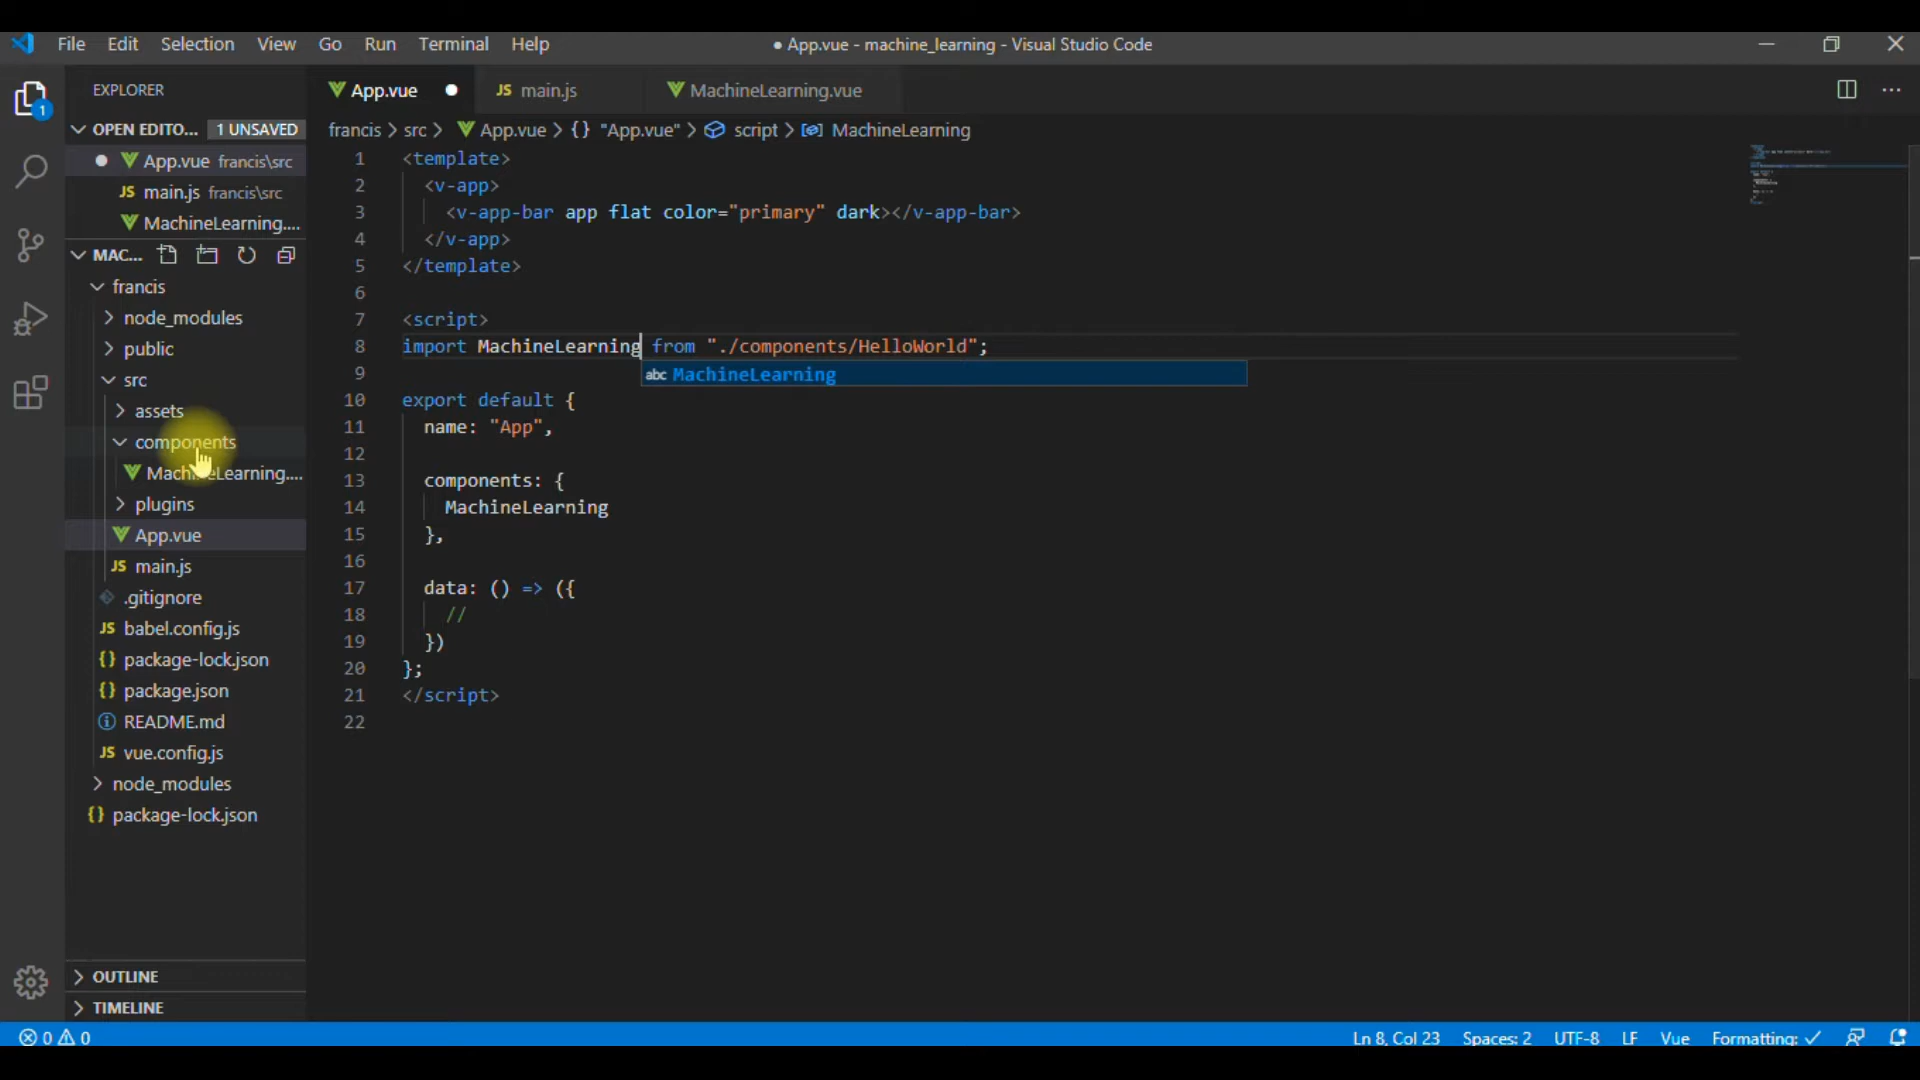 File Edit Selection View Go Run Terminal Help ● App.vue - machine_learning - Visual Studio Code
1
EXPLORER
App.vue
JS main.js
MachineLearning.vue
OPEN EDITO... 1 UNSAVED
francis > src > App.vue > {} "App.vue" > script > MachineLearning
App.vue francis\src
JS main.js francis\src
MachineLearning....
MAC...
francis
node_modules
public
src
assets
components
MachineLearning....
plugins
App.vue
JS main.js
.gitignore
JS babel.config.js
{} package-lock.json
{} package.json
README.md
JS vue.config.js
node_modules
{} package-lock.json
OUTLINE
TIMELINE
1 <template>
2 <v-app>
3 <v-app-bar app flat color="primary" dark></v-app-bar>
4 </v-app>
5 </template>
6
7 <script>
8 import MachineLearning from "./components/HelloWorld";
9
abc MachineLearning
10 export default {
11 name: "App",
12
13 components: {
14 MachineLearning
15 },
16
17 data: () => ({
18 //
19 })
20 };
21 </script>
22
0 0
Ln 8, Col 23 Spaces: 2 UTF-8 LF Vue Formatting: ✓